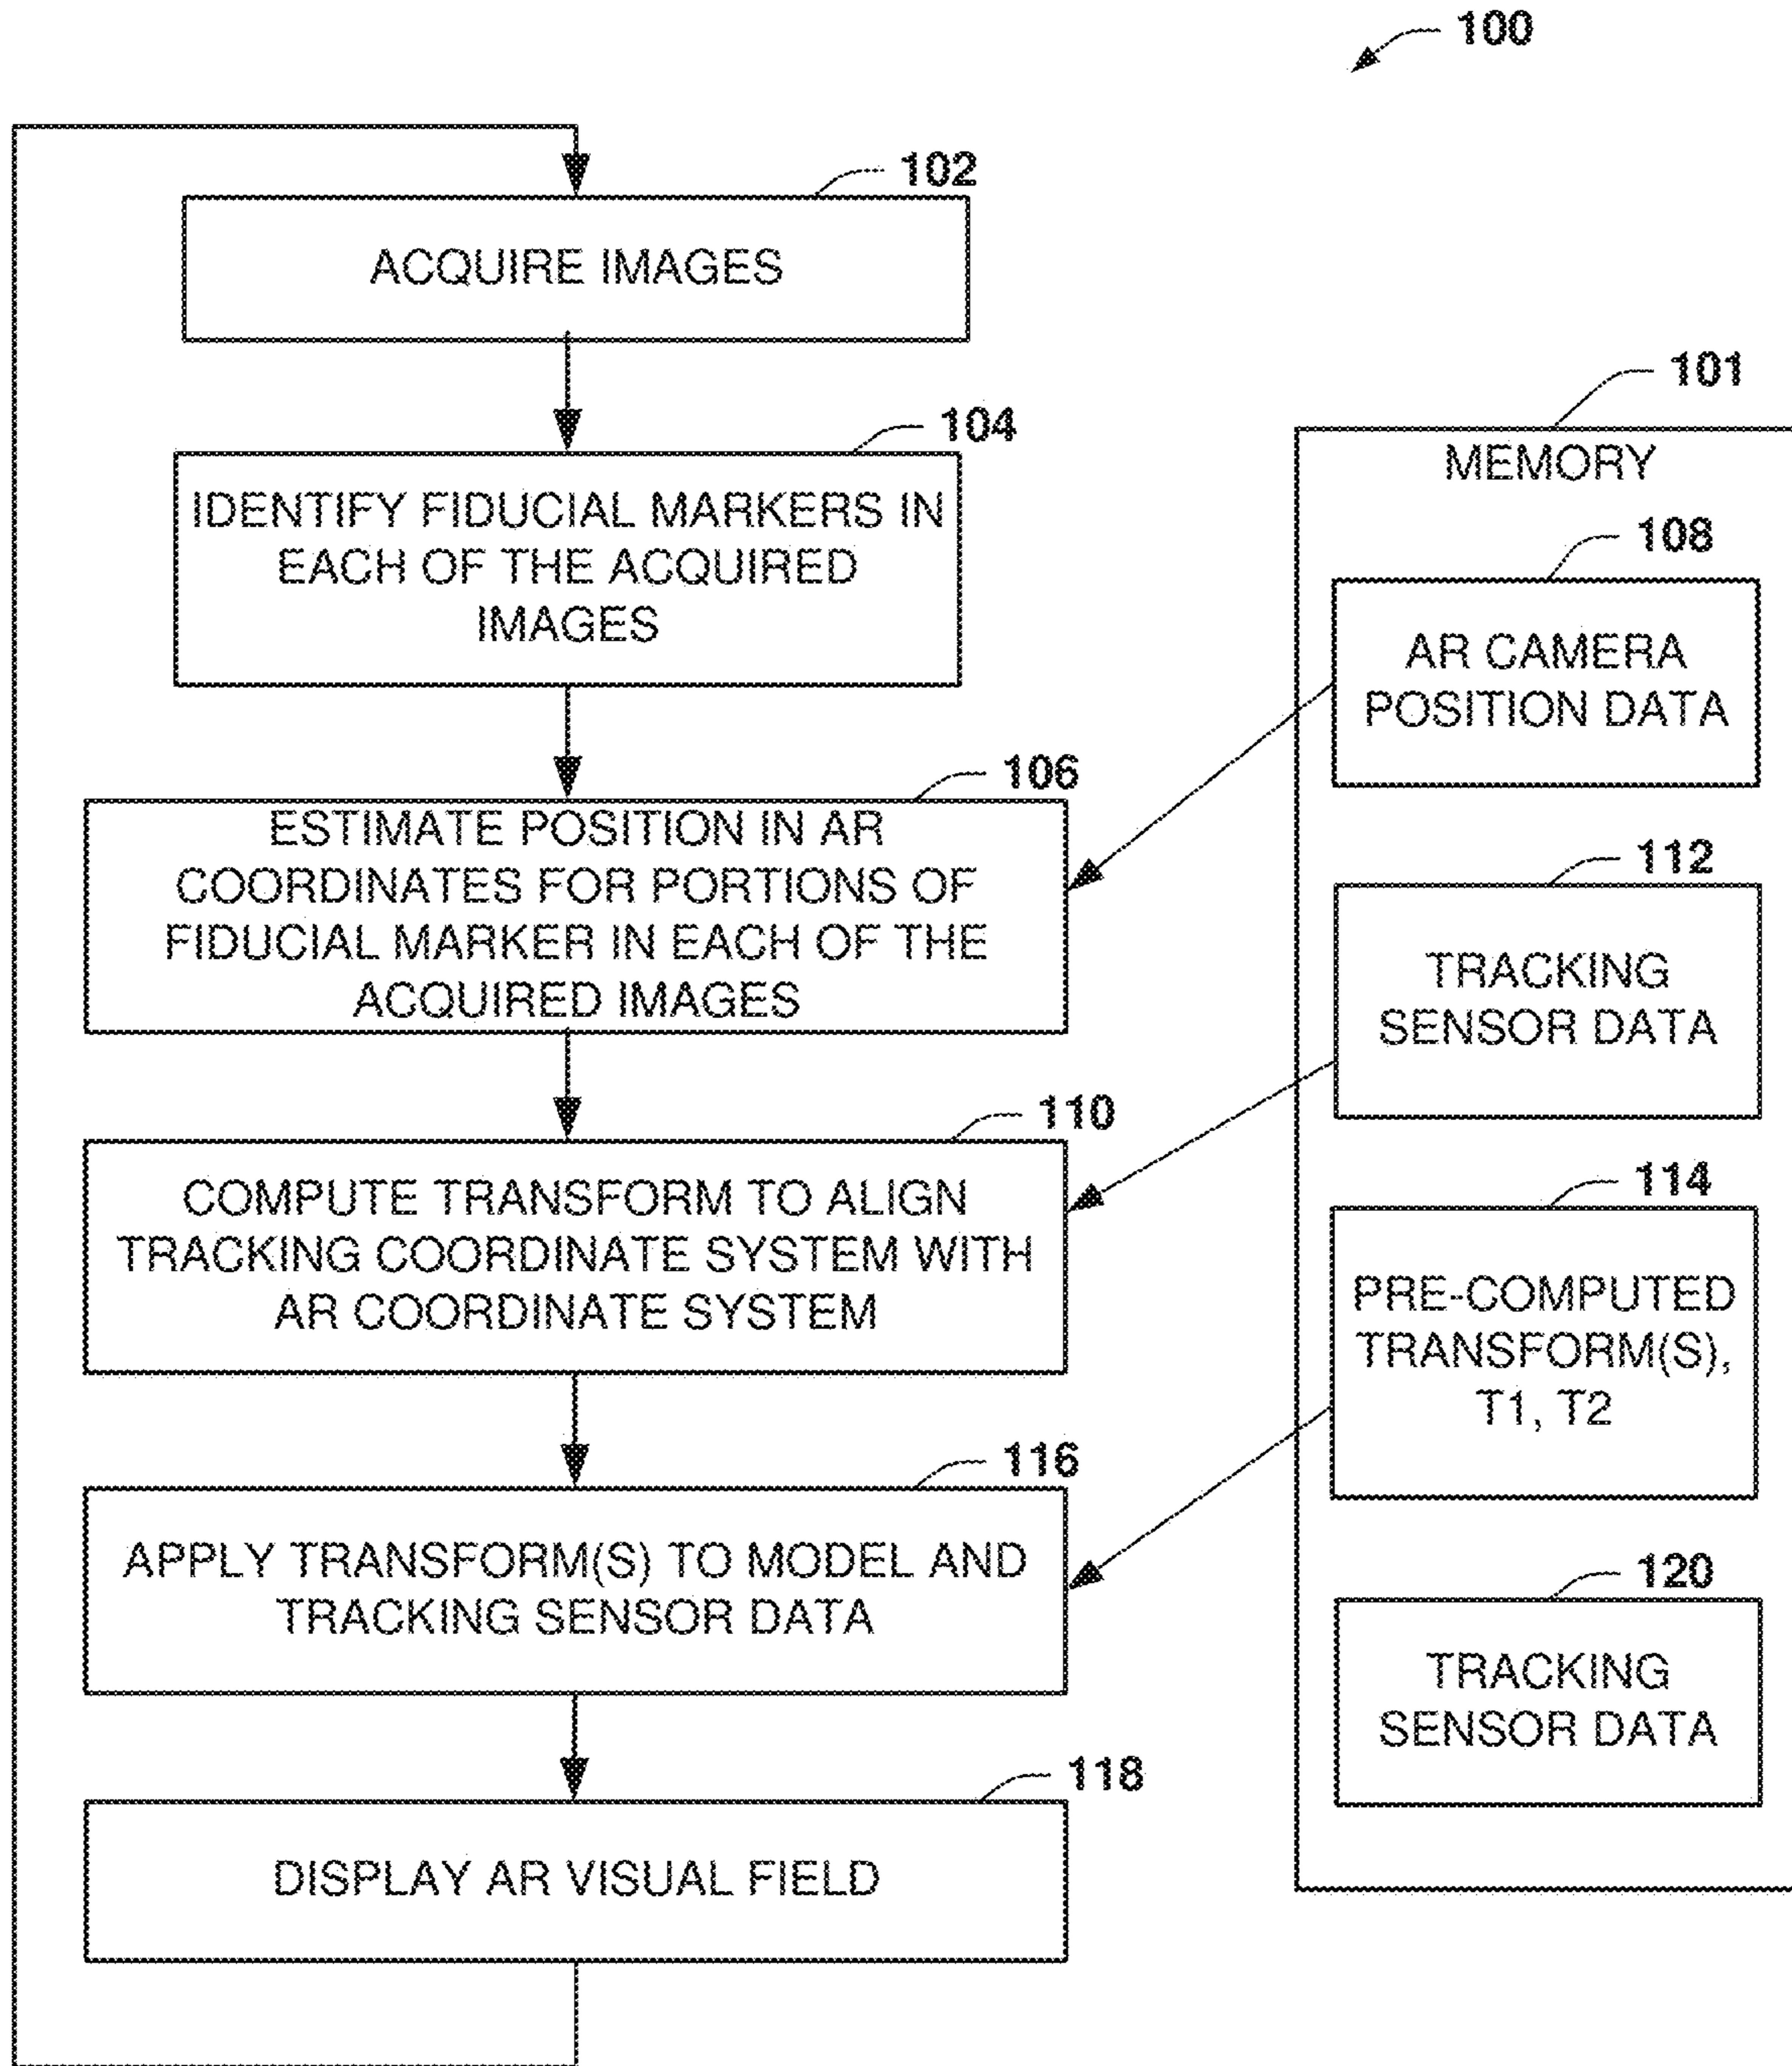 100
102
ACQUIRE IMAGES
104
IDENTIFY FIDUCIAL MARKERS IN
EACH OF THE ACQUIRED
IMAGES
106
ESTIMATE POSITION IN AR
COORDINATES FOR PORTIONS OF
FIDUCIAL MARKER IN EACH OF THE
ACQUIRED IMAGES
110
COMPUTE TRANSFORM TO ALIGN
TRACKING COORDINATE SYSTEM WITH
AR COORDINATE SYSTEM
116
APPLY TRANSFORM(S) TO MODEL AND
TRACKING SENSOR DATA
118
DISPLAY AR VISUAL FIELD
101
MEMORY
108
AR CAMERA
POSITION DATA
112
TRACKING
SENSOR DATA
114
PRE-COMPUTED
TRANSFORM(S),
T1, T2
120
TRACKING
SENSOR DATA